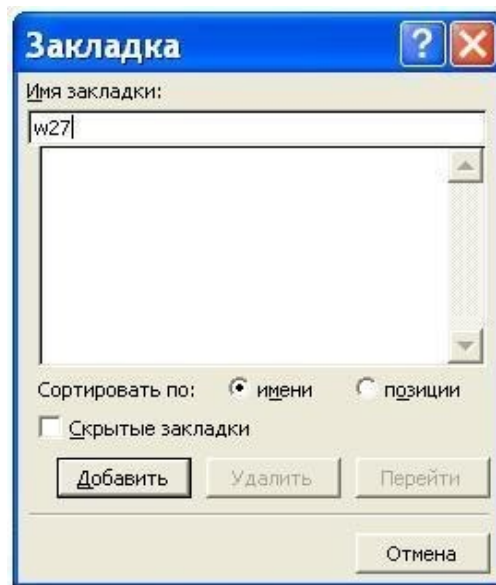 Закладка
Имя закладки:
w27
Сортировать по: имени позиции
Скрытые закладки
Добавить Удалить Перейти
Отмена